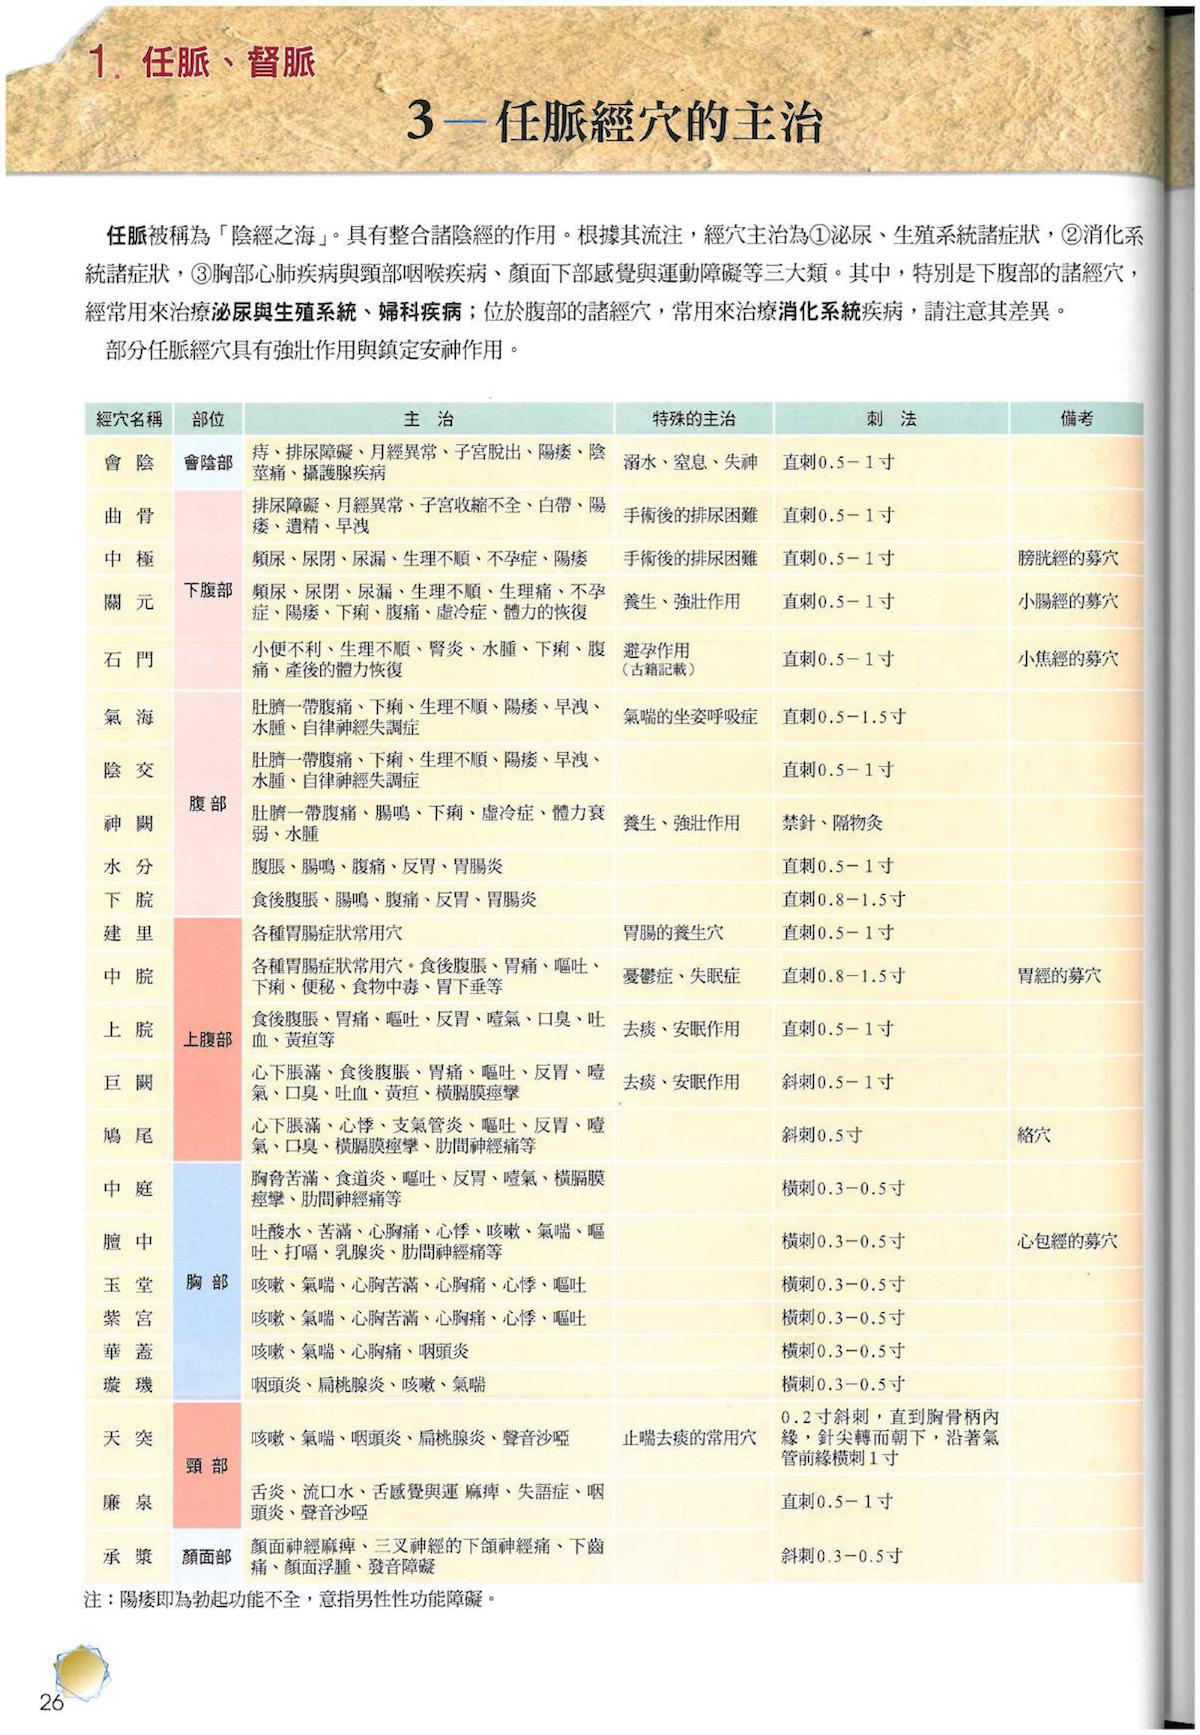 1. 任脈、督脈
3—任脈經穴的主治
任脈被稱為「陰經之海」。具有整合諸陰經的作用。根據其流注，經穴主治為①泌尿、生殖系統諸症狀，②消化系
統諸症狀，③胸部心肺疾病與頸部咽喉疾病、顏面下部感覺與運動障礙等三大類。其中，特別是下腹部的諸經穴，
經常用來治療泌尿與生殖系統、婦科疾病；位於腹部的諸經穴，常用來治療消化系統疾病，請注意其差異。
部分任脈經穴具有強壯作用與鎮定安神作用。
經穴名稱 部位 主 治 特殊的主治 刺 法 備考
會 陰 會陰部 痔、排尿障礙、月經異常、子宮脫出、陽痿、陰
莖痛、攝護腺疾病 溺水、窒息、失神 直刺0.5－1寸
曲 骨 排尿障礙、月經異常、子宮收縮不全、白帶、陽
痿、遺精、早洩 手術後的排尿困難 直刺0.5－1寸
中 極 頻尿、尿閉、尿漏、生理不順、不孕症、陽痿 手術後的排尿困難 直刺0.5－1寸 膀胱經的募穴
下腹部
關 元 頻尿、尿閉、尿漏、生理不順、生理痛、不孕
症、陽痿、下痢、腹痛、虛冷症、體力的恢復 養生、強壯作用 直刺0.5－1寸 小腸經的募穴
石 門 小便不利、生理不順、腎炎、水腫、下痢、腹
痛、產後的體力恢復 避孕作用
（古籍記載） 直刺0.5－1寸 小焦經的募穴
氣 海 肚臍一帶腹痛、下痢、生理不順、陽痿、早洩、
水腫、自律神經失調症 氣喘的坐姿呼吸症 直刺0.5－1.5寸
陰 交 肚臍一帶腹痛、下痢、生理不順、陽痿、早洩、
水腫、自律神經失調症 直刺0.5－1寸
腹 部
神 闕 肚臍一帶腹痛、腸鳴、下痢、虛冷症、體力衰
弱、水腫 養生、強壯作用 禁針、隔物灸
水 分 腹脹、腸鳴、腹痛、反胃、胃腸炎 直刺0.5－1寸
下 脘 食後腹脹、腸鳴、腹痛、反胃、胃腸炎 直刺0.8－1.5寸
建 里 各種胃腸症狀常用穴 胃腸的養生穴 直刺0.5－1寸
中 脘 各種胃腸症狀常用穴。食後腹脹、胃痛、嘔吐、
下痢、便秘、食物中毒、胃下垂等 憂鬱症、失眠症 直刺0.8－1.5寸 胃經的募穴
上 脘 上腹部 食後腹脹、胃痛、嘔吐、反胃、噎氣、口臭、吐
血、黃疸等 去痰、安眠作用 直刺0.5－1寸
巨 闕 心下脹滿、食後腹脹、胃痛、嘔吐、反胃、噎
氣、口臭、吐血、黃疸、橫膈膜痙攣 去痰、安眠作用 斜刺0.5－1寸
鳩 尾 心下脹滿、心悸、支氣管炎、嘔吐、反胃、噎
氣、口臭、橫膈膜痙攣、肋間神經痛等 斜刺0.5寸 絡穴
中 庭 胸脅苦滿、食道炎、嘔吐、反胃、噎氣、橫膈膜
痙攣、肋間神經痛等 橫刺0.3－0.5寸
膻 中 吐酸水、苦滿、心胸痛、心悸、咳嗽、氣喘、嘔
吐、打嗝、乳腺炎、肋間神經痛等 橫刺0.3－0.5寸 心包經的募穴
玉 堂 胸 部 咳嗽、氣喘、心胸苦滿、心胸痛、心悸、嘔吐 橫刺0.3－0.5寸
紫 宮 咳嗽、氣喘、心胸苦滿、心胸痛、心悸、嘔吐 橫刺0.3－0.5寸
華 蓋 咳嗽、氣喘、心胸痛、咽頭炎 橫刺0.3－0.5寸
璇 璣 咽頭炎、扁桃腺炎、咳嗽、氣喘 橫刺0.3－0.5寸
天 突 咳嗽、氣喘、咽頭炎、扁桃腺炎、聲音沙啞 止喘去痰的常用穴 0.2寸斜刺，直到胸骨柄內
緣，針尖轉而朝下，沿著氣
管前緣橫刺1寸
頸 部
廉 泉 舌炎、流口水、舌感覺與運 麻痺、失語症、咽
頭炎、聲音沙啞 直刺0.5－1寸
承 漿 顏面部 顏面神經麻痺、三叉神經的下頜神經痛、下齒
痛、顏面浮腫、發音障礙 斜刺0.3－0.5寸
注：陽痿即為勃起功能不全，意指男性性功能障礙。
26